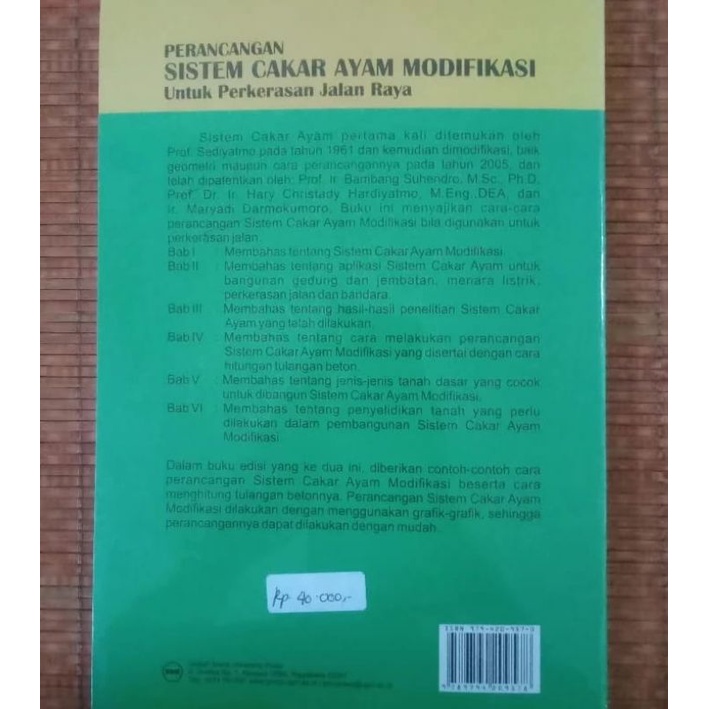 PERANCANGAN
SISTEM CAKAR AYAM MODIFIKASI
Untuk Perkerasan Jalan Raya
Sistem Cakar Ayam pertama kali ditemukan oleh
Prof. Sediyatmo pada tahun 1961 dan kemudian dimodifikasi, baik
geometri maupun cara perancangannya pada tahun 2005, dan
telah dipatenkan oleh: Prof. Ir. Bambang Suhendro, M.Sc., Ph.D,
Prof. Dr. Ir. Hary Christady Hardiyatmo, M.Eng.,DEA, dan
Ir. Maryadi Darmokumoro. Buku ini menyajikan cara-cara
perancangan Sistem Cakar Ayam Modifikasi bila digunakan untuk
perkerasan jalan.
Bab I : Membahas tentang Sistem Cakar Ayam Modifikasi.
Bab II : Membahas tentang aplikasi Sistem Cakar Ayam untuk
bangunan gedung dan jembatan, menara listrik,
perkerasan jalan dan bandara.
Bab III : Membahas tentang hasil-hasil penelitian Sistem Cakar
Ayam yang telah dilakukan.
Bab IV : Membahas tentang cara melakukan perancangan
Sistem Cakar Ayam Modifikasi yang disertai dengan cara
hitungan tulangan beton.
Bab V : Membahas tentang jenis-jenis tanah dasar yang cocok
untuk dibangun Sistem Cakar Ayam Modifikasi.
Bab VI : Membahas tentang penyelidikan tanah yang perlu
dilakukan dalam pembangunan Sistem Cakar Ayam
Modifikasi.
Dalam buku edisi yang ke dua ini, diberikan contoh-contoh cara
perancangan Sistem Cakar Ayam Modifikasi beserta cara
menghitung tulangan betonnya. Perancangan Sistem Cakar Ayam
Modifikasi dilakukan dengan menggunakan grafik-grafik, sehingga
perancangannya dapat dilakukan dengan mudah.
Rp 40.000,-
ISBN